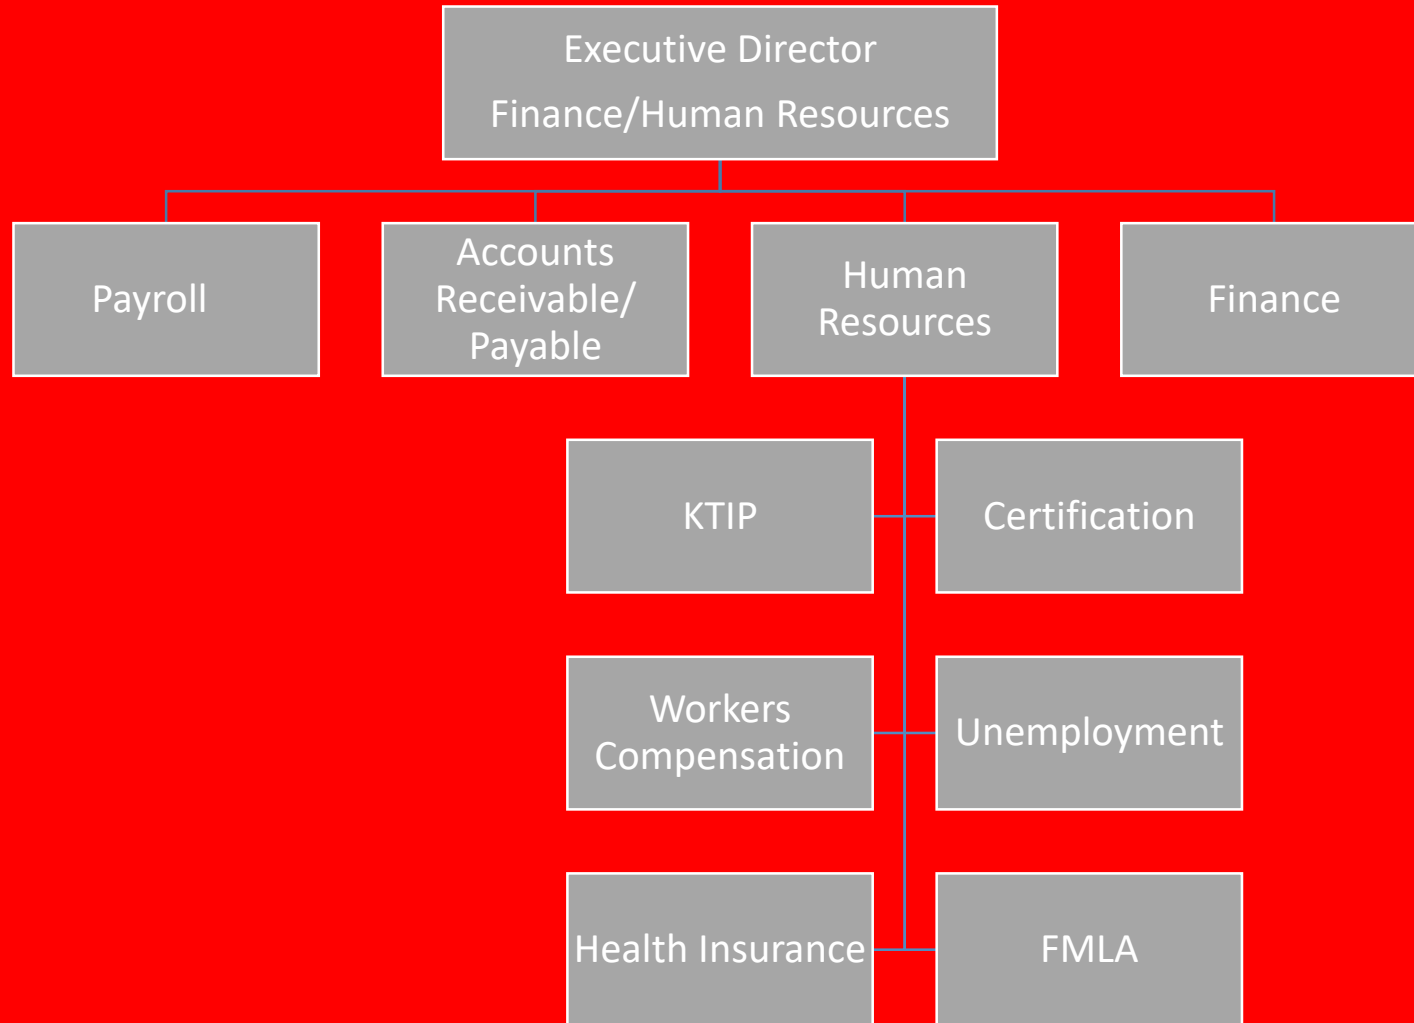 Executive Director
Finance/Human Resources
Payroll
Accounts
Receivable/
Payable
Human
Resources
Finance
KTIP
Certification
Workers
Compensation
Unemployment
Health Insurance
FMLA